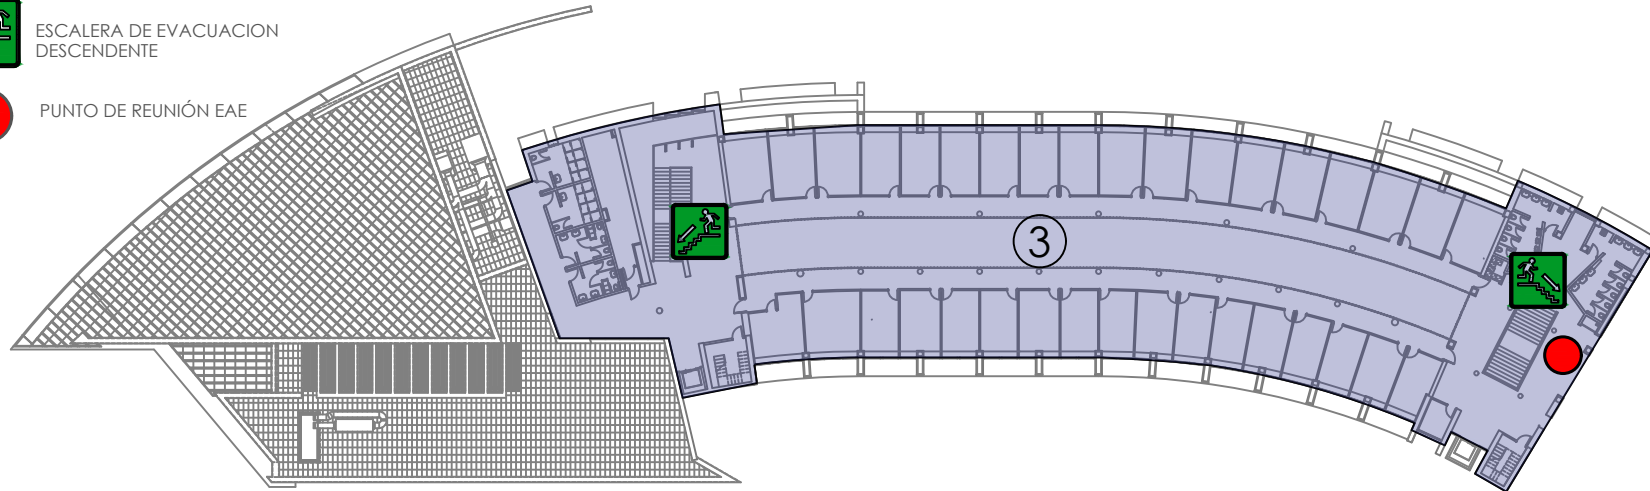 ESCALERA DE EVACUACION
DESCENDENTE
PUNTO DE REUNIÓN EAE
3